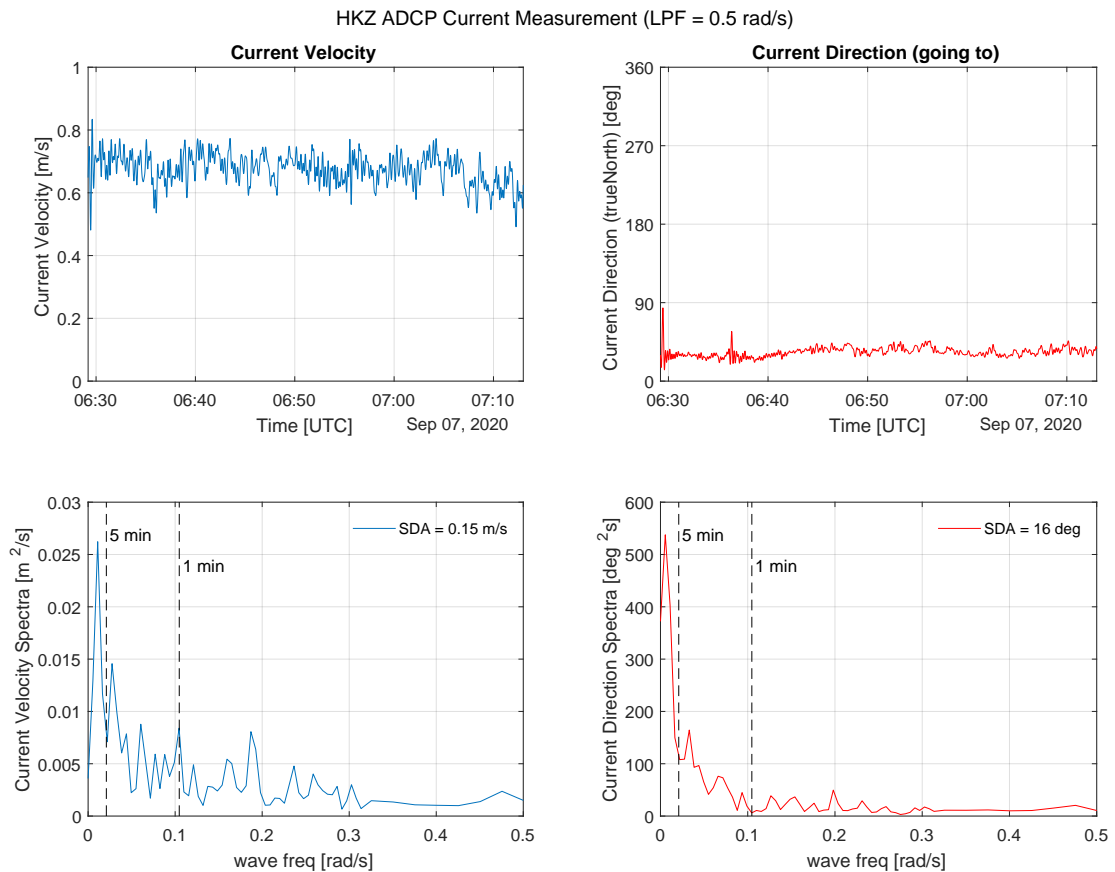 HKZ ADCP Current Measurement (LPF = 0.5 rad/s)
Current Velocity
Current Velocity [m/s]
1
0.8
0.6
0.4
0.2
0
06:30
06:40
06:50
07:00
07:10
Time [UTC]
Sep 07, 2020
Current Direction (going to)
Current Direction (trueNorth) [deg]
360
270
180
90
0
06:30
06:40
06:50
07:00
07:10
Time [UTC]
Sep 07, 2020
Current Velocity Spectra [m²/s]
0.03
0.025
0.02
0.015
0.01
0.005
0
5 min
1 min
SDA = 0.15 m/s
0
0.1
0.2
0.3
0.4
0.5
wave freq [rad/s]
Current Direction Spectra [deg²s]
600
500
400
300
200
100
0
5 min
1 min
SDA = 16 deg
0
0.1
0.2
0.3
0.4
0.5
wave freq [rad/s]